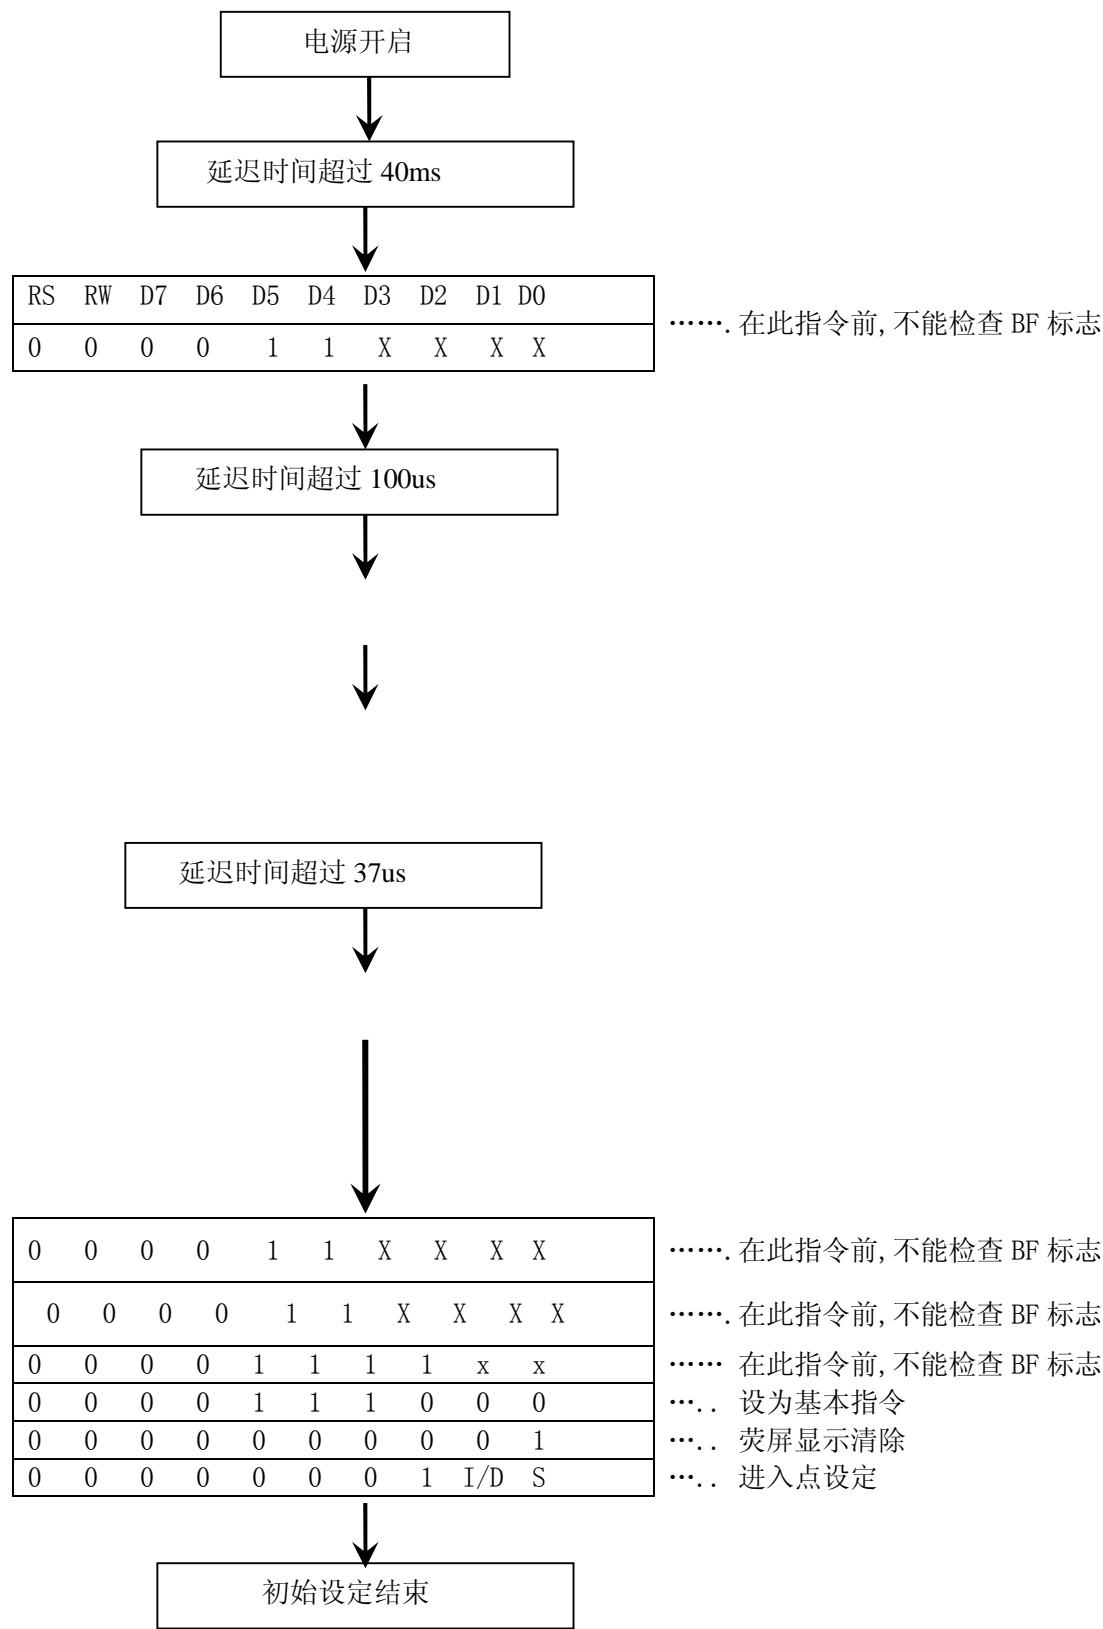 电源开启
延迟时间超过 40ms
RS RW D7 D6 D5 D4 D3 D2 D1 D0
0 0 0 0 1 1 X X X X ……. 在此指令前,不能检查 BF 标志
延迟时间超过 100us
延迟时间超过 37us
0 0 0 0 1 1 X X X X ……. 在此指令前,不能检查 BF 标志
0 0 0 0 1 1 X X X X ……. 在此指令前,不能检查 BF 标志
0 0 0 0 1 1 1 1 x x …… 在此指令前,不能检查 BF 标志
0 0 0 0 1 1 1 0 0 0 ….. 设为基本指令
0 0 0 0 0 0 0 0 0 1 ….. 荧屏显示清除
0 0 0 0 0 0 0 1 I/D S ….. 进入点设定
初始设定结束